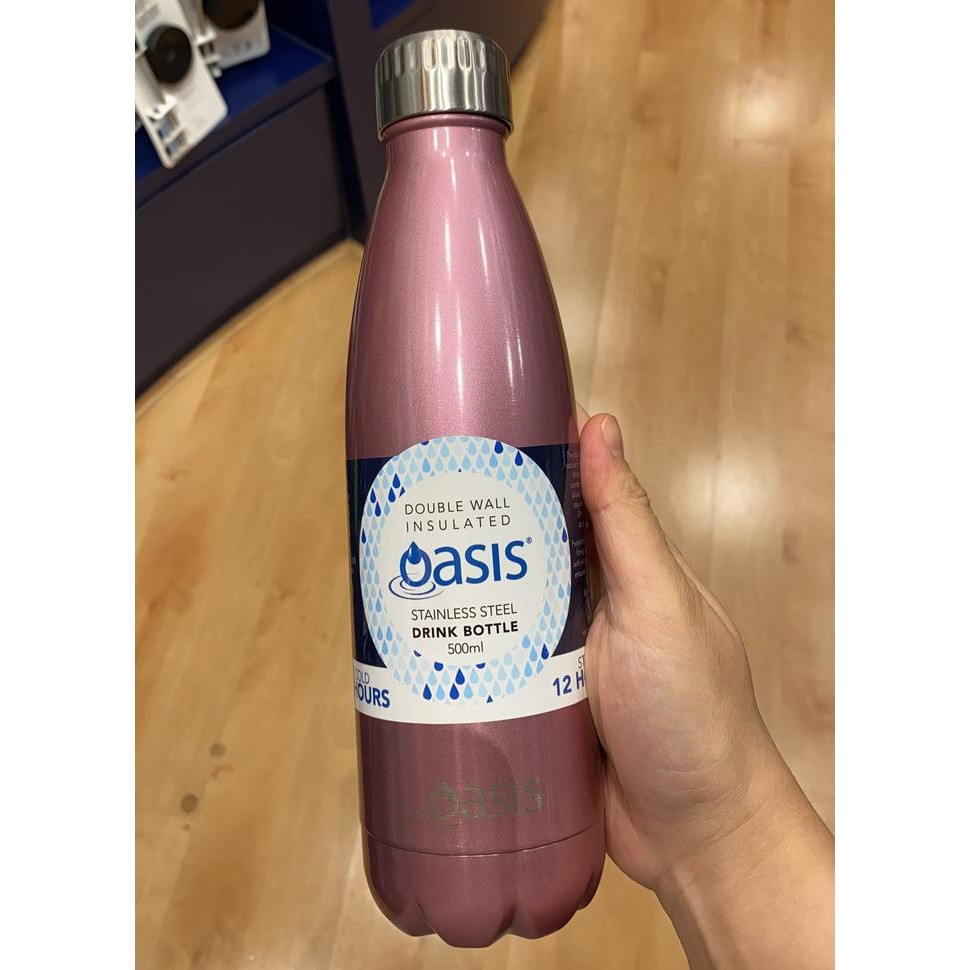 DOUBLE WALL
INSULATED
Oasis®
STAINLESS STEEL
DRINK BOTTLE
500ml
COLD
HOURS
12 H
Oasis